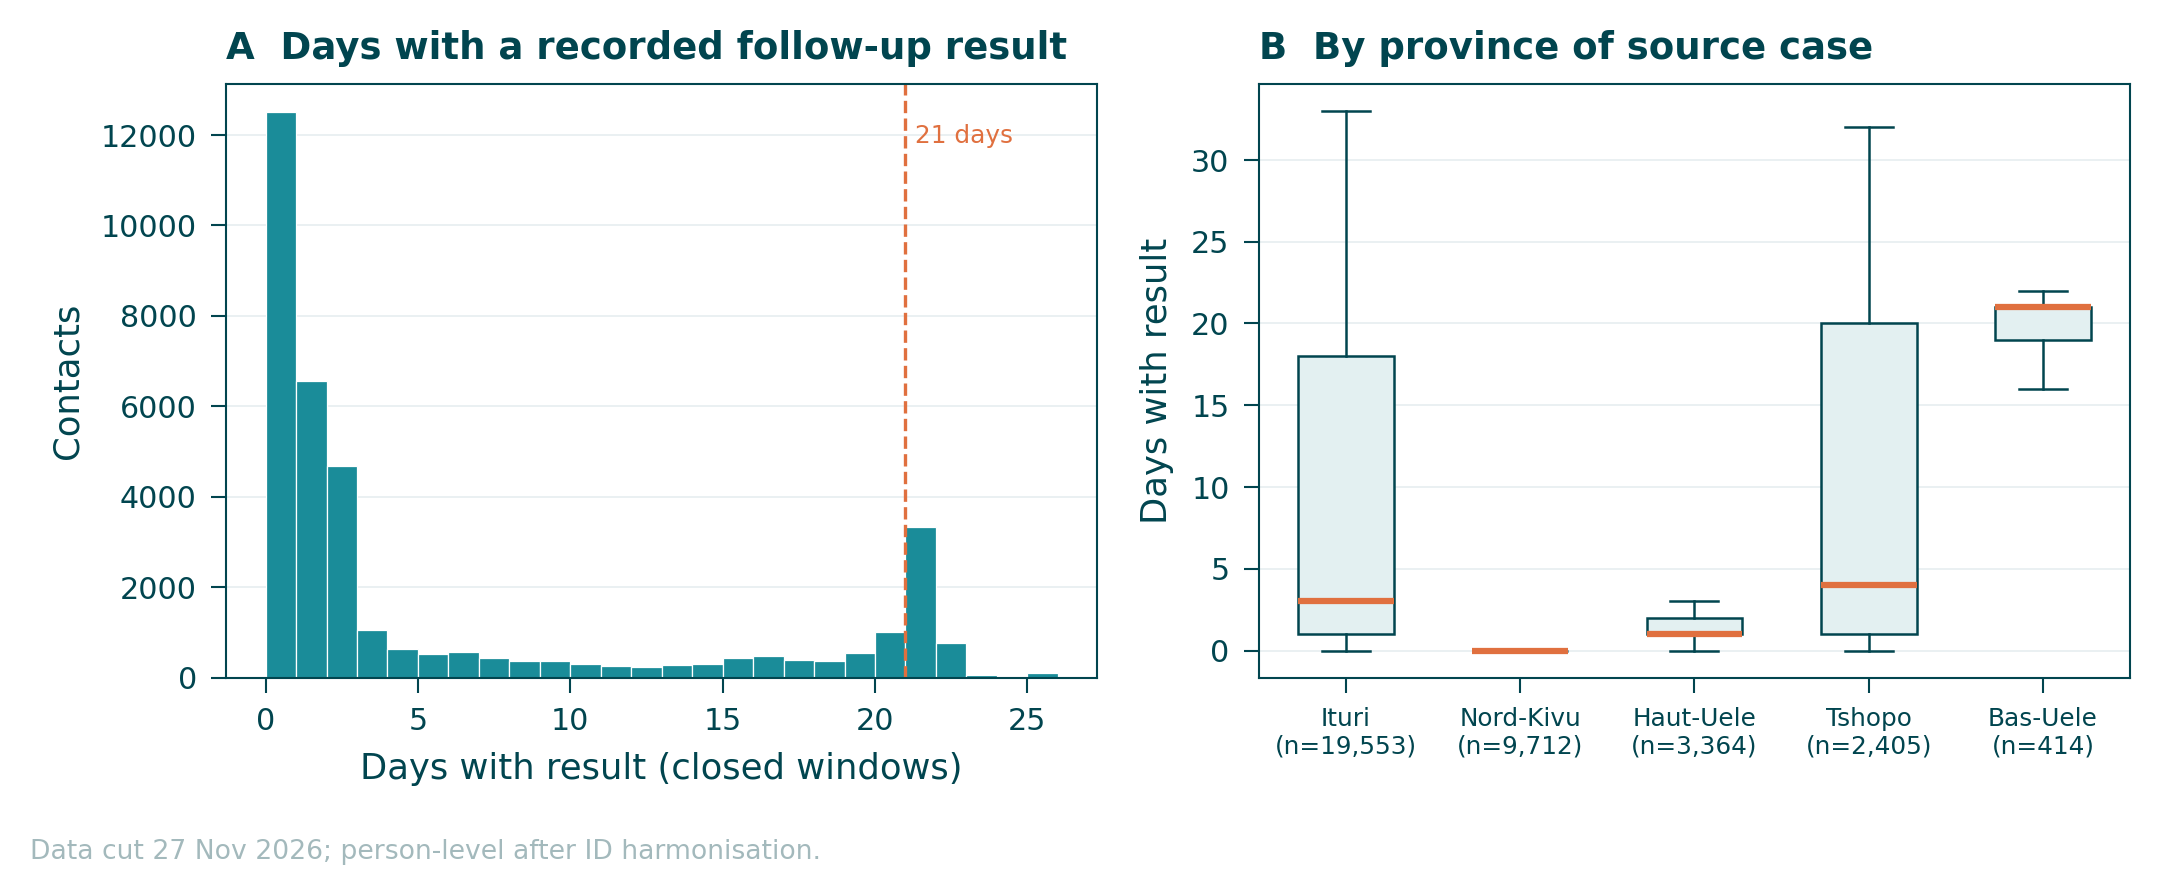 A  Days with a recorded follow-up result
12000
10000
8000
6000
4000
2000
0
Contacts
21 days
0 5 10 15 20 25
Days with result (closed windows)
B  By province of source case
30
25
20
15
10
5
0
Days with result
Ituri Nord-Kivu Haut-Uele Tshopo Bas-Uele
(n=19,553) (n=9,712) (n=3,364) (n=2,405) (n=414)
Data cut 27 Nov 2026; person-level after ID harmonisation.